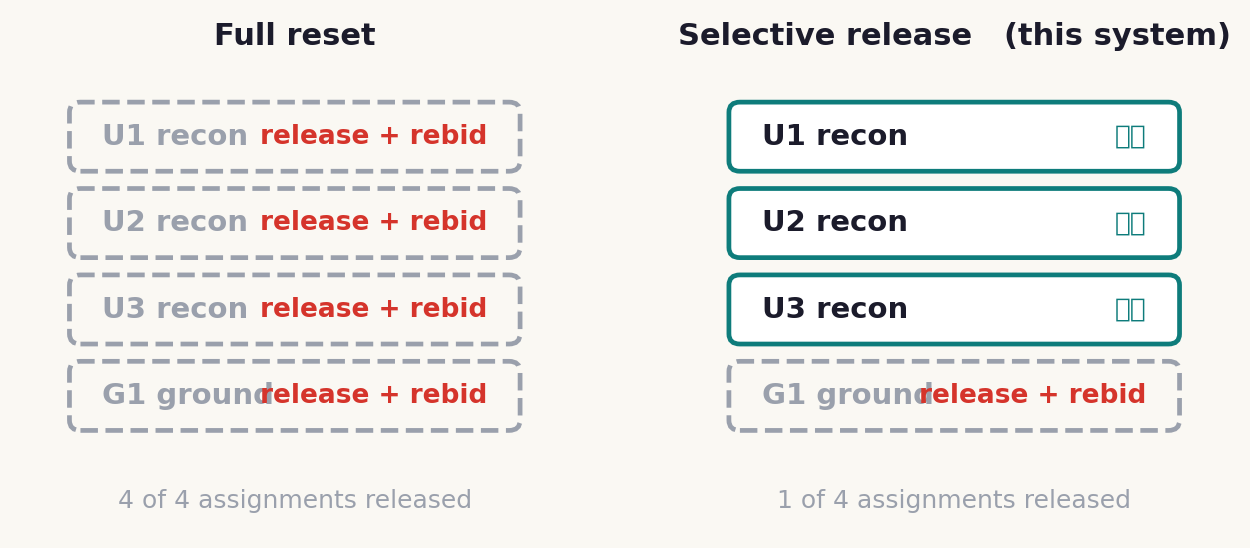 Full reset
U1 recon release + rebid
U2 recon release + rebid
U3 recon release + rebid
G1 ground release + rebid
4 of 4 assignments released
Selective release (this system)
U1 recon
U2 recon
U3 recon
G1 ground release + rebid
1 of 4 assignments released